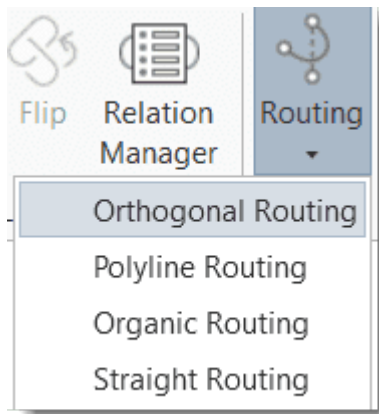 Flip
Relation
Manager
Routing
Orthogonal Routing
Polyline Routing
Organic Routing
Straight Routing